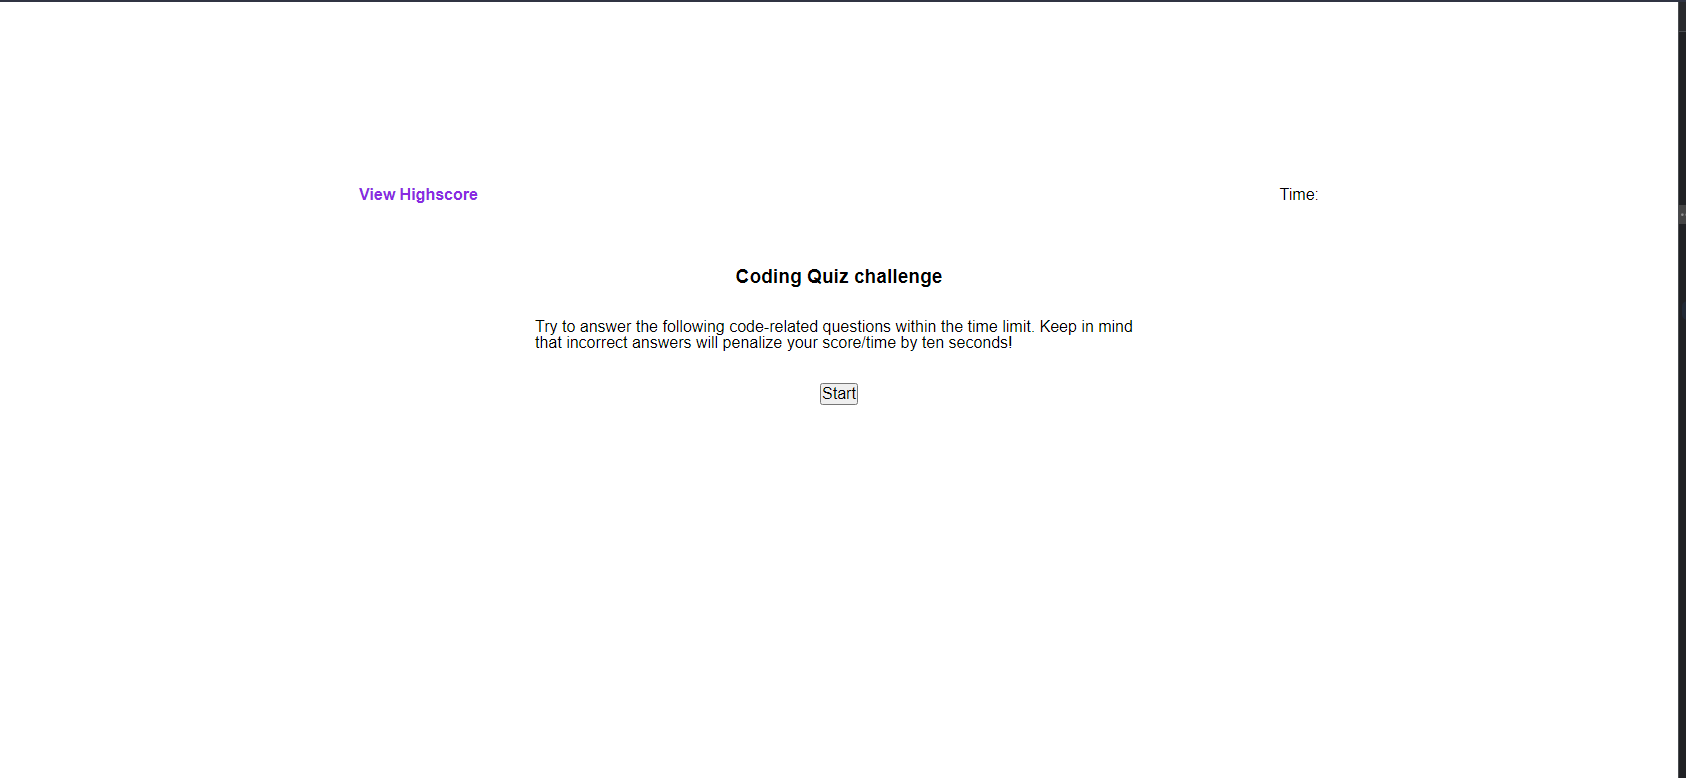 View Highscore
Time:
Coding Quiz challenge
Try to answer the following code-related questions within the time limit. Keep in mind
that incorrect answers will penalize your score/time by ten seconds!
Start